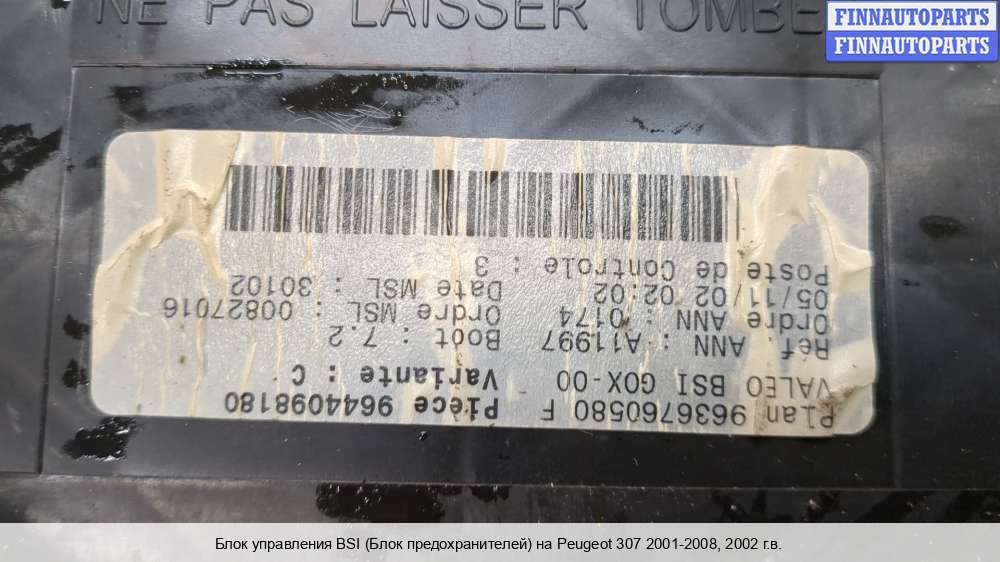 NE PAS LAISSER TOMBE
FINNAUTOPARTS
FINNAUTOPARTS
Plan 9636760580 F Pièce 9644098180
VALEO BSI GOX-00 Variante : C
Réf. ANN : A11997 Boot : 7.2
Ordre ANN : 0174 Ordre MSL : 00827016
05/11/02 02:02 Date MSL : 30102
Poste de Controle : 3
Блок управления BSI (Блок предохранителей) на Peugeot 307 2001-2008, 2002 г.в.